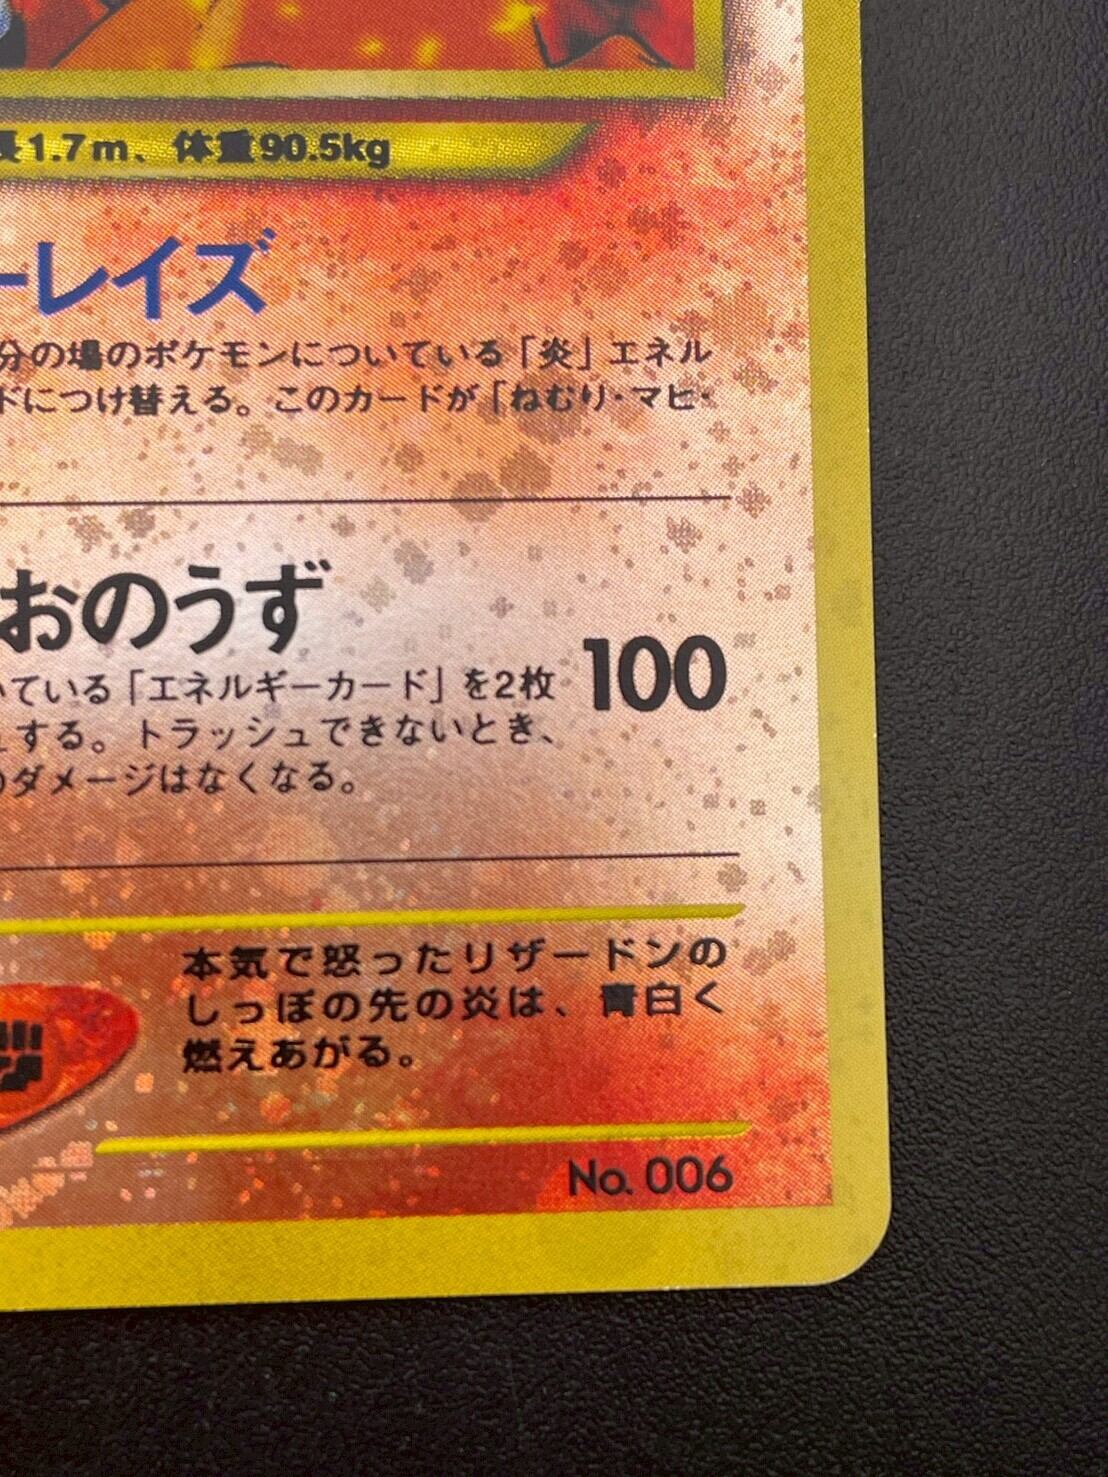 長1.7m、体重90.5kg
ーレイズ
分の場のポケモンについている「炎」エネル
ドにつけ替える。このカードが「ねむり・マヒ・
おのうず
100
いている「エネルギーカード」を2枚
ュする。トラッシュできないとき、
のダメージはなくなる。
本気で怒ったリザードンの
しっぽの先の炎は、青白く
燃えあがる。
No. 006